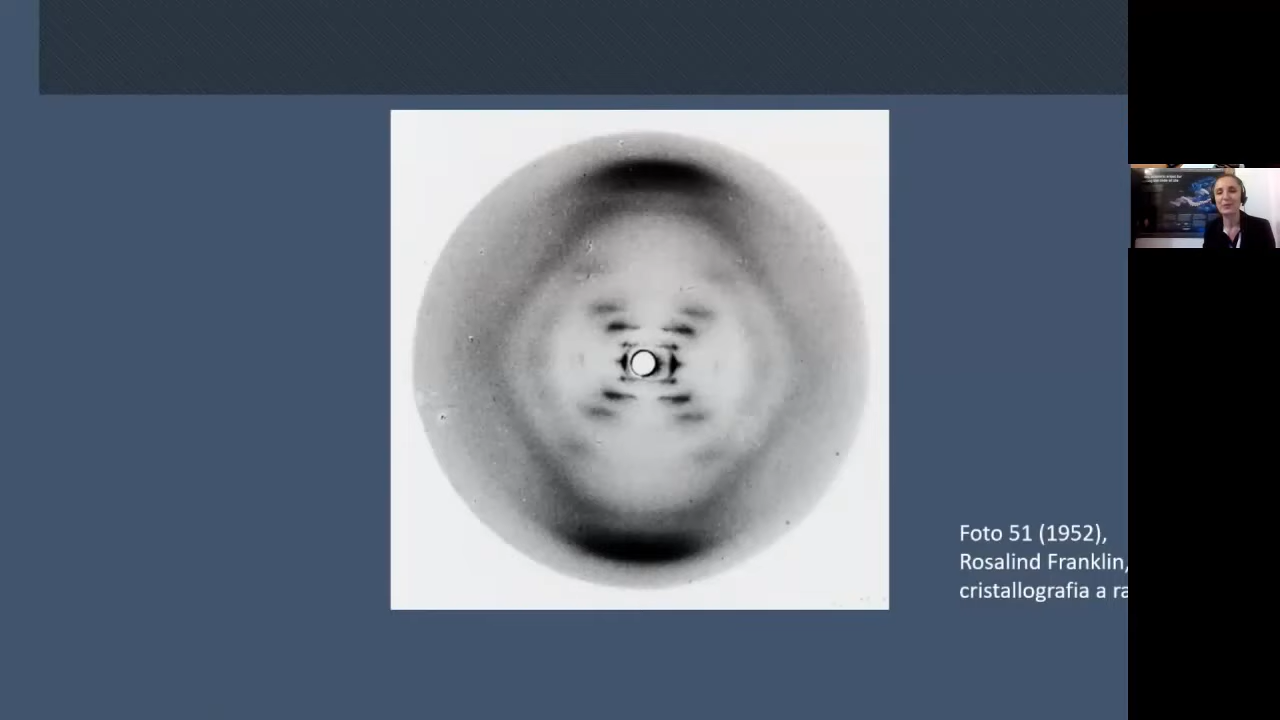 Foto 51 (1952),
Rosalind Franklin,
cristallografia a ra